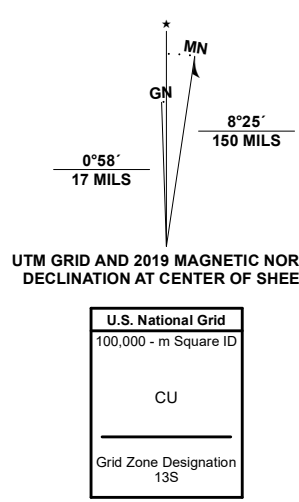 MN
GN
8°25´
150 MILS
0°58´
17 MILS
UTM GRID AND 2019 MAGNETIC NOR
DECLINATION AT CENTER OF SHEE
U.S. National Grid
100,000 - m Square ID
CU
Grid Zone Designation
13S